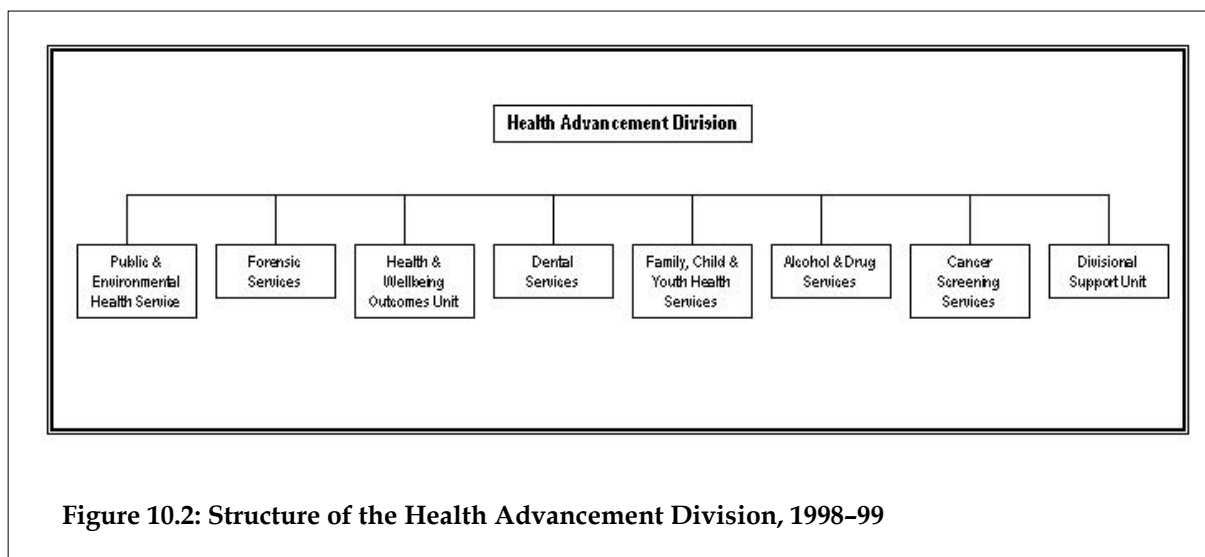 Health Advancement Division
Public &
Environmental
Health Service
Forensic
Services
Health &
Wellbeing
Outcomes Unit
Dental
Services
Family, Child &
Youth Health
Services
Alcohol & Drug
Services
Cancer
Screening
Services
Divisional
Support Unit
Figure 10.2: Structure of the Health Advancement Division, 1998–99